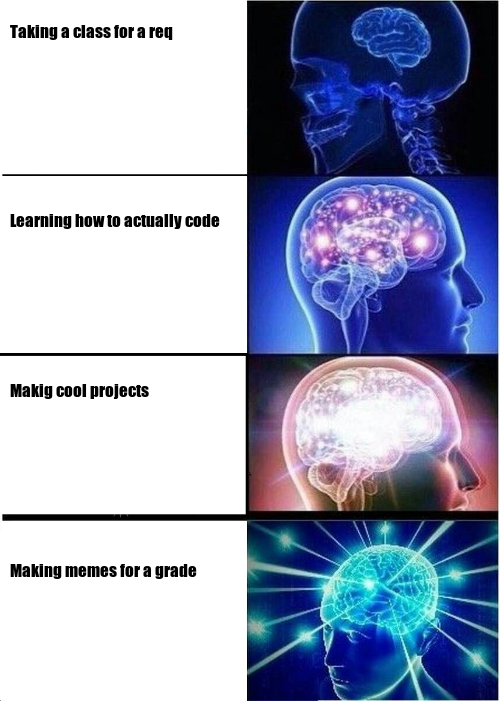 Taking a class for a req
Learning how to actually code
Makig cool projects
Making memes for a grade